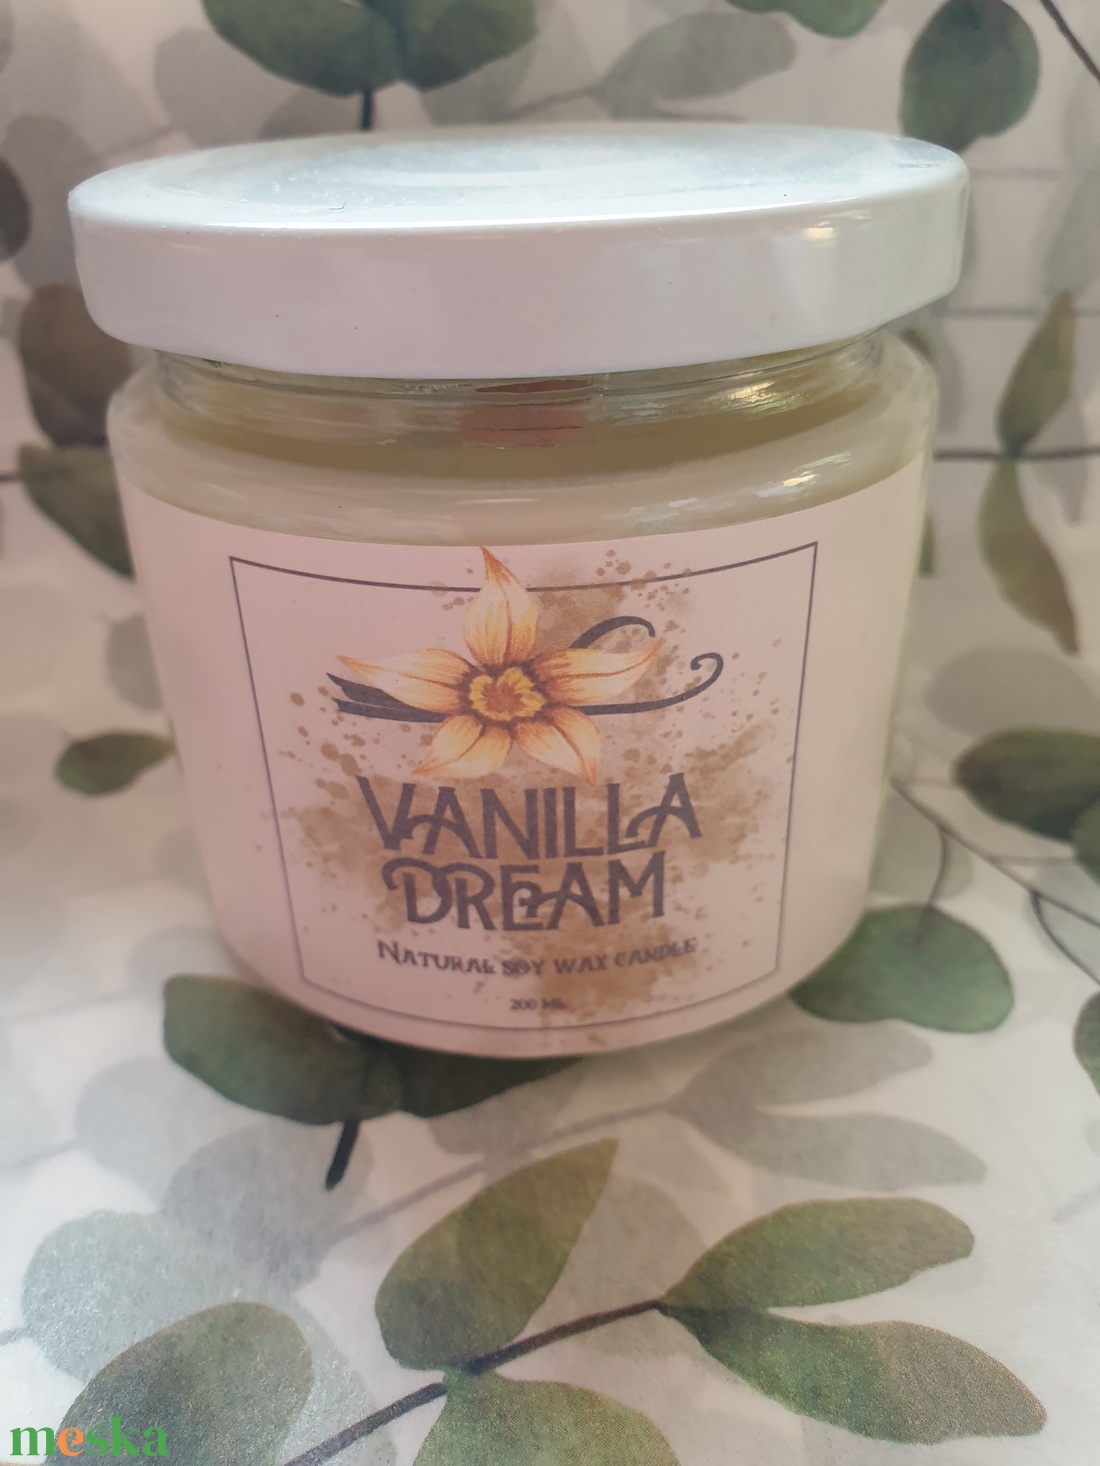 VANILLA
DREAM
NATURAL SOY WAX CANDLE
200 ML
meska